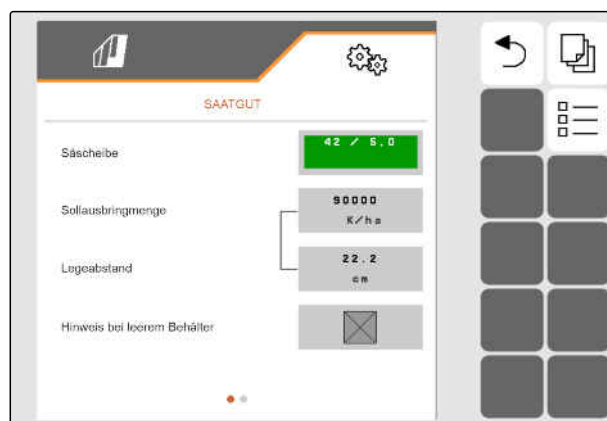 SAATGUT
Säscheibe
42 / 5,0
Sollausbringmenge
90000
K/ha
Legeabstand
22.2
cm
Hinweis bei leerem Behälter